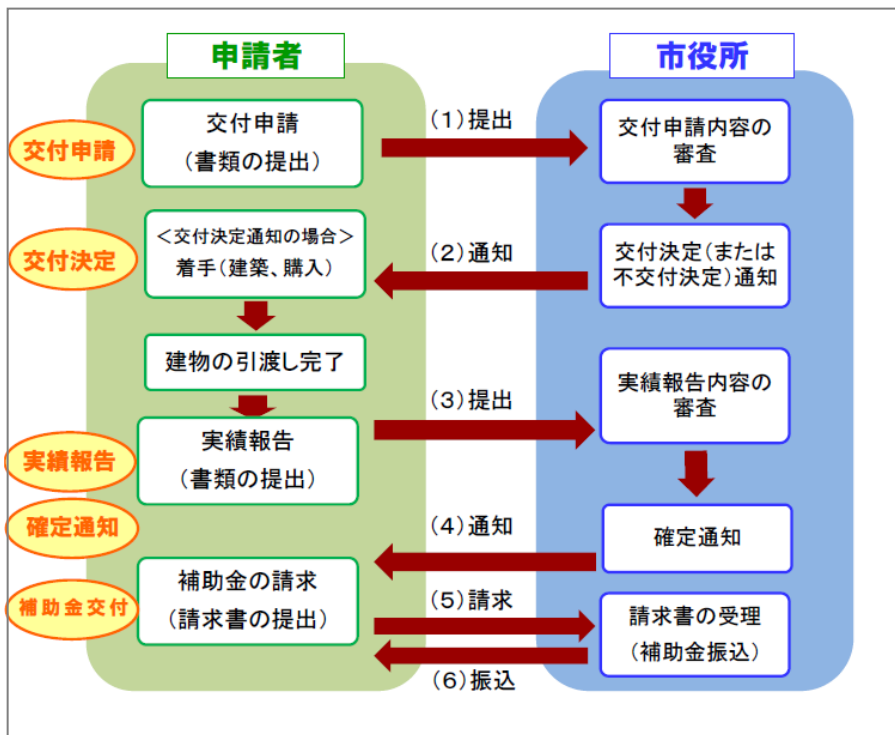 申請者
市役所
交付申請
交付申請
(書類の提出)
(1)提出
交付申請内容の
審査
交付決定
<交付決定通知の場合>
着手(建築、購入)
(2)通知
交付決定(または
不交付決定)通知
建物の引渡し完了
実績報告
実績報告
(書類の提出)
(3)提出
実績報告内容の
審査
確定通知
(4)通知
確定通知
補助金交付
補助金の請求
(請求書の提出)
(5)請求
請求書の受理
(補助金振込)
(6)振込